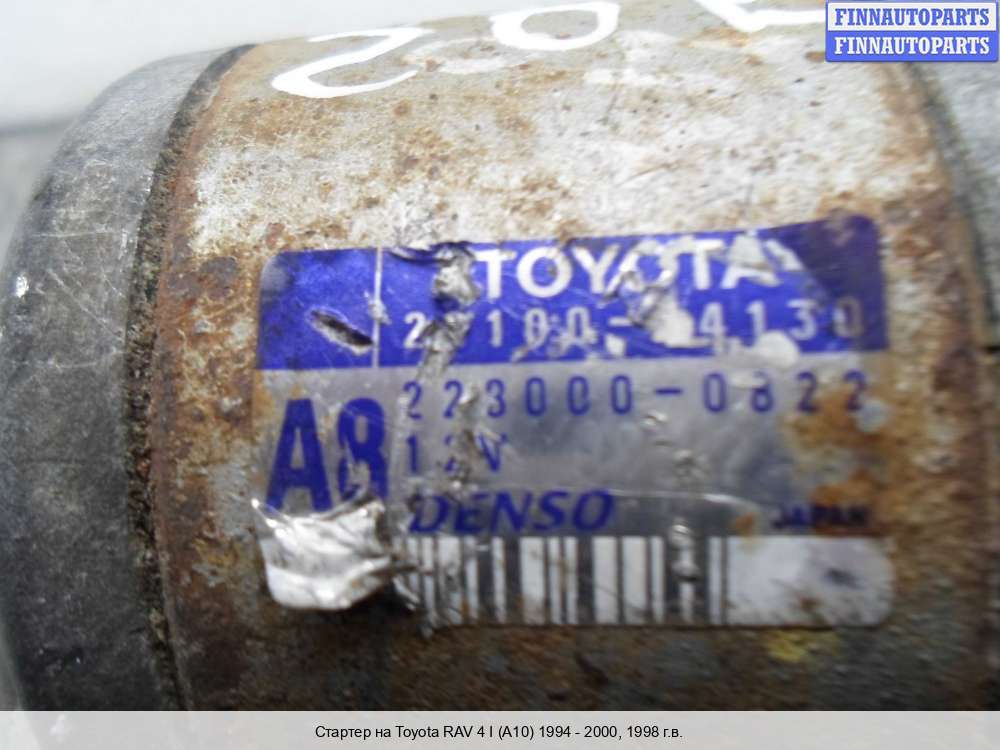 FINNAUTOPARTS
FINNAUTOPARTS
TOYOTA
223000-0822
A8
12V
DENSO
JAPAN
Стартер на Toyota RAV 4 I (A10) 1994 - 2000, 1998 г.в.